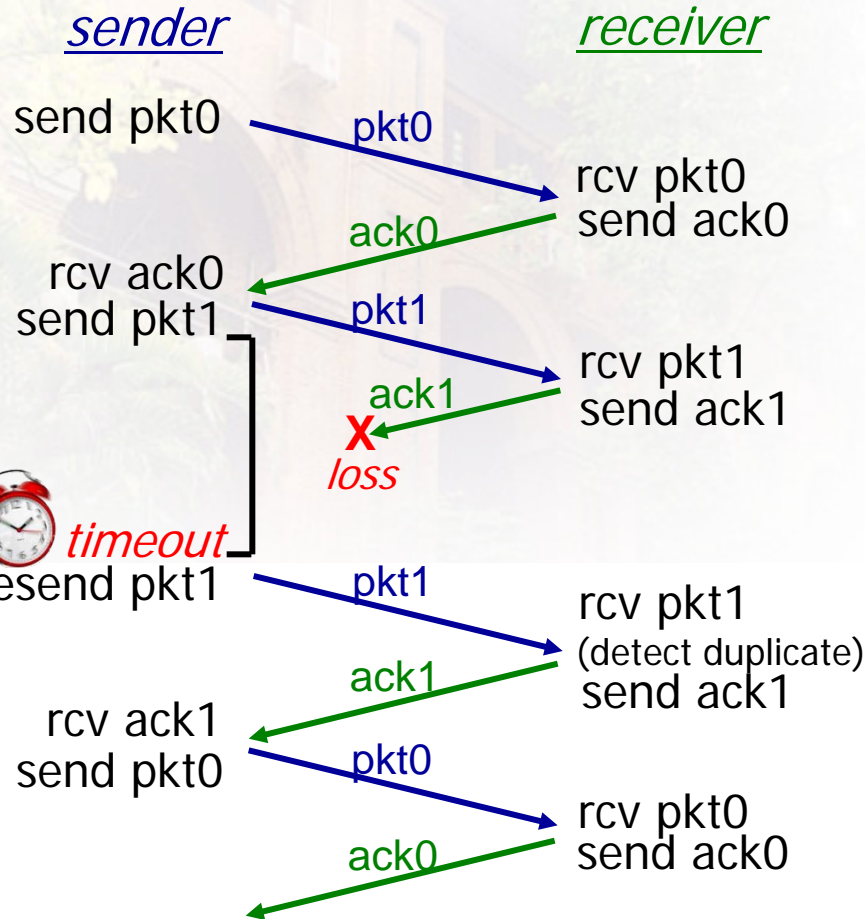 sender
receiver
send pkt0
pkt0
rcv pkt0
send ack0
ack0
rcv ack0
send pkt1
pkt1
rcv pkt1
send ack1
ack1
X
loss
timeout
esend pkt1
pkt1
rcv pkt1
(detect duplicate)
send ack1
ack1
rcv ack1
send pkt0
pkt0
rcv pkt0
send ack0
ack0